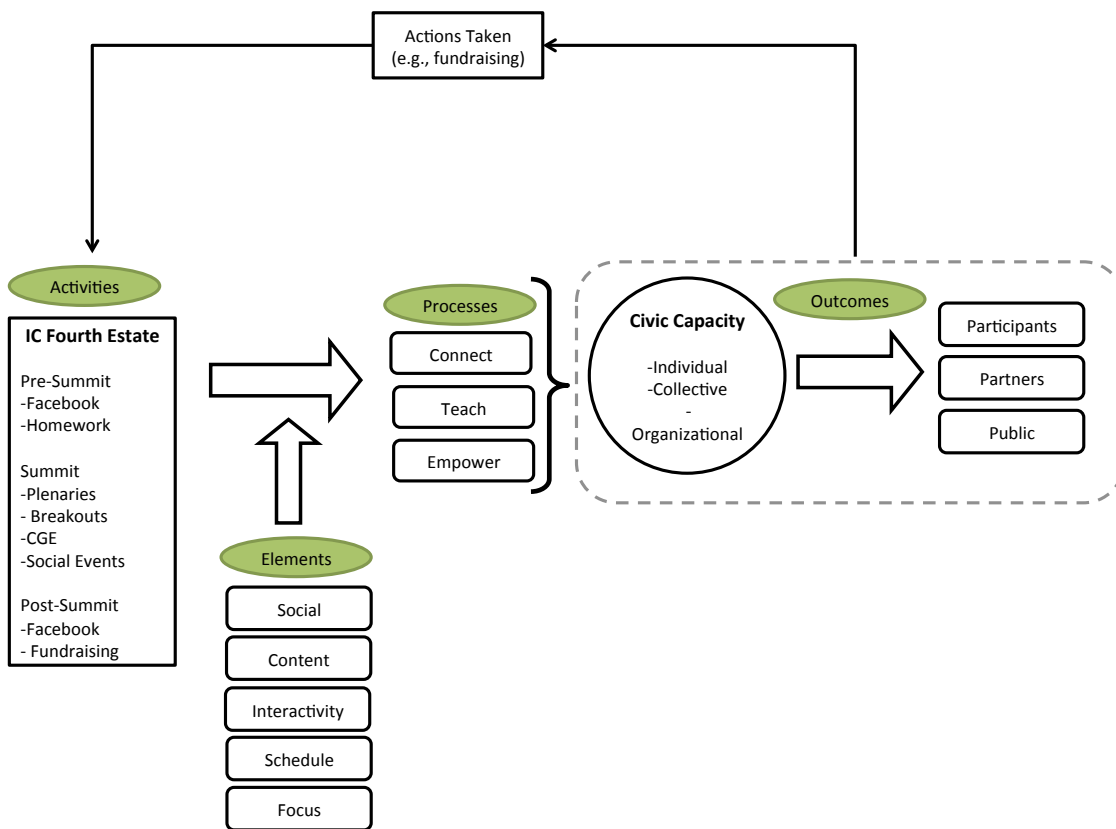 Actions Taken
(e.g., fundraising)
Activities
IC Fourth Estate
Pre-Summit
-Facebook
-Homework
Summit
-Plenaries
- Breakouts
-CGE
-Social Events
Post-Summit
-Facebook
- Fundraising
Elements
Social
Content
Interactivity
Schedule
Focus
Processes
Connect
Teach
Empower
Civic Capacity
-Individual
-Collective
-
Organizational
Outcomes
Participants
Partners
Public